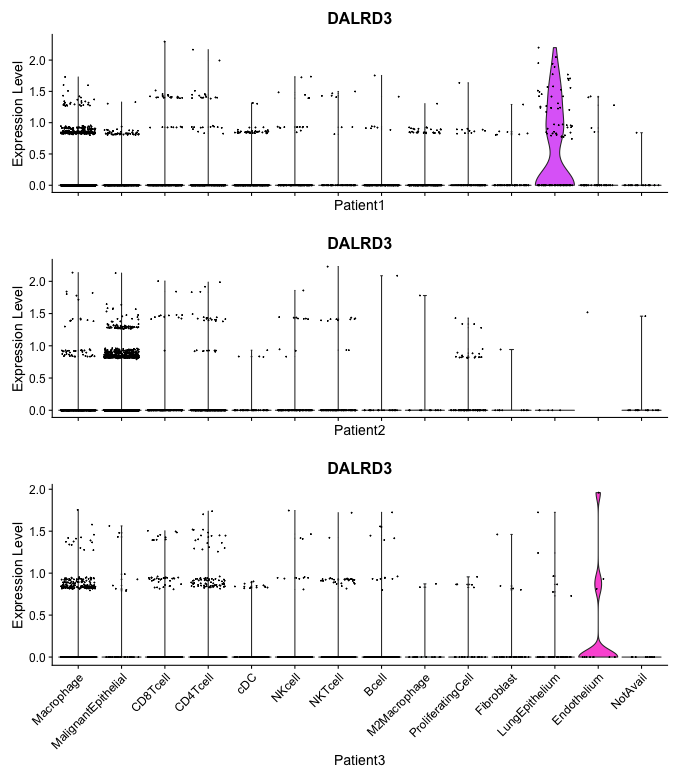 DALRD3
Expression Level
2.0
1.5
1.0
0.5
0.0
Patient1
DALRD3
Expression Level
2.0
1.5
1.0
0.5
0.0
Patient2
DALRD3
Expression Level
2.0
1.5
1.0
0.5
0.0
Macrophage
MalignantEpithelial
CD8Tcell
CD4Tcell
cDC
NKcell
NKTcell
Bcell
M2Macrophage
ProliferatingCell
Fibroblast
LungEpithelium
Endothelium
NotAvail
Patient3